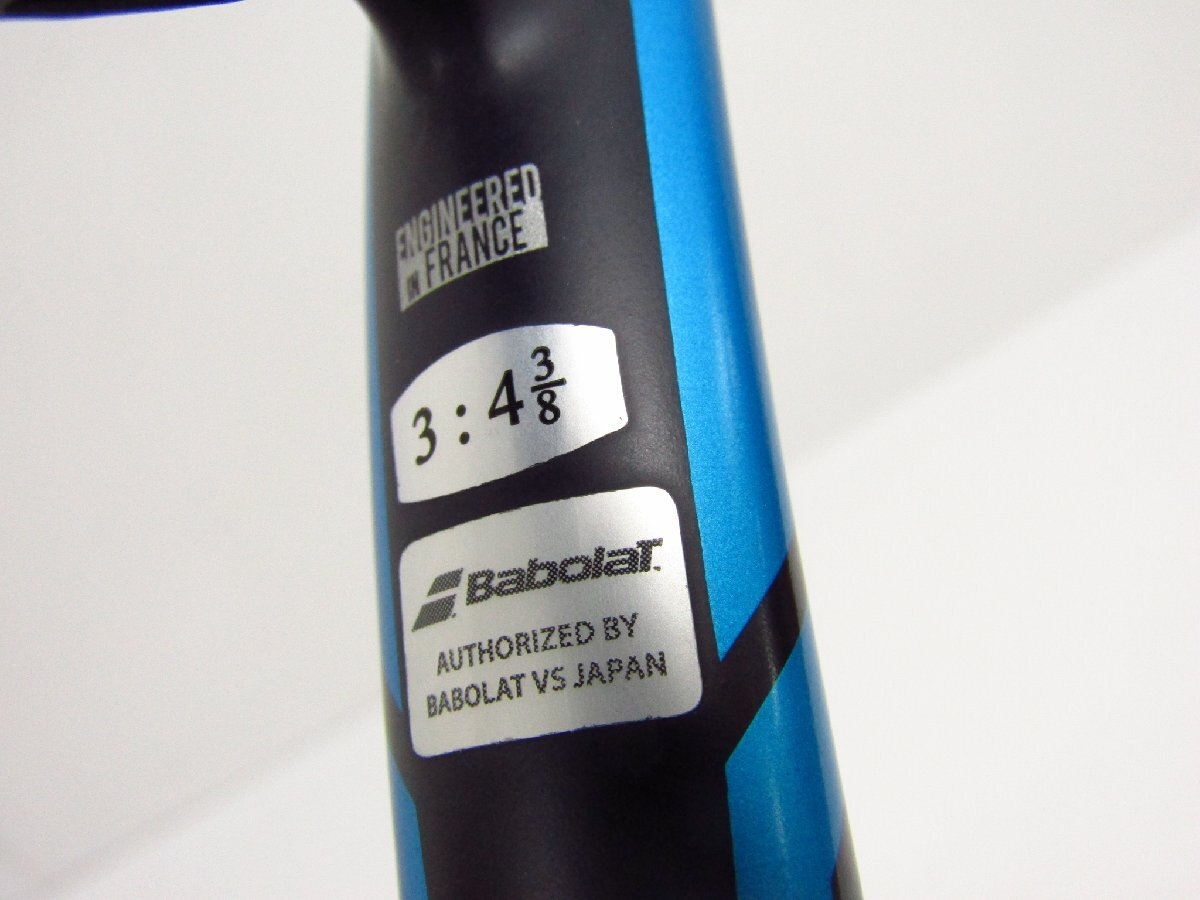 ENGINEERED
IN FRANCE
3 : 4 3/8
BabolaT
AUTHORIZED BY
BABOLAT VS JAPAN